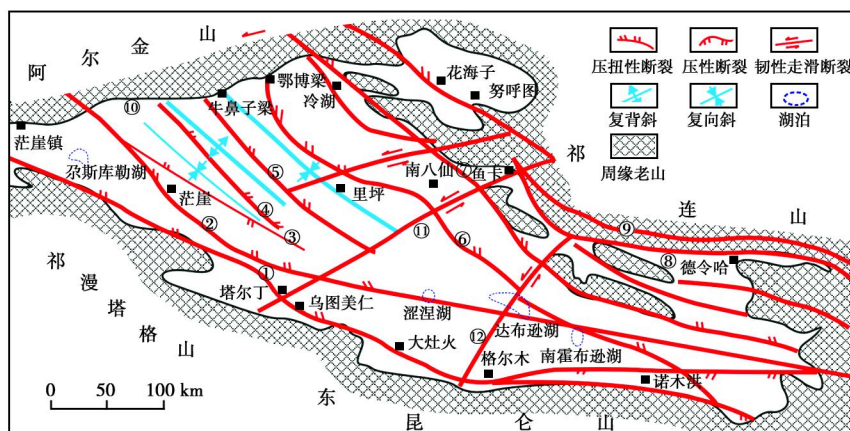 阿尔金山
祁连山
祁漫塔格山
东昆仑山
压扭性断裂
压性断裂
韧性走滑断裂
复背斜
复向斜
湖泊
周缘老山
花海子
努呼图
鄂博梁
冷湖
牛鼻子梁
⑩
茫崖镇
尕斯库勒湖
茫崖
⑤
④
③
②
①
里坪
南八仙
⑦
鱼卡
⑪
⑥
⑨
⑧
德令哈
塔尔丁
乌图美仁
涩涅湖
达布逊湖
南霍布逊湖
大灶火
⑫
格尔木
诺木洪
0 50 100 km